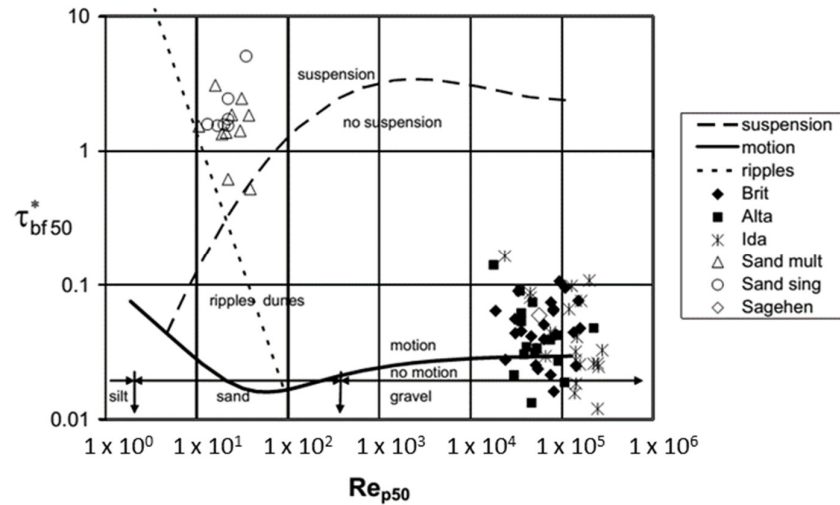 10
1
0.1
0.01
τ*bf 50
suspension
no suspension
ripples dunes
motion
no motion
silt
sand
gravel
1 x 10⁰ 1 x 10¹ 1 x 10² 1 x 10³ 1 x 10⁴ 1 x 10⁵ 1 x 10⁶
Rep50
suspension
motion
ripples
Brit
Alta
Ida
Sand mult
Sand sing
Sagehen